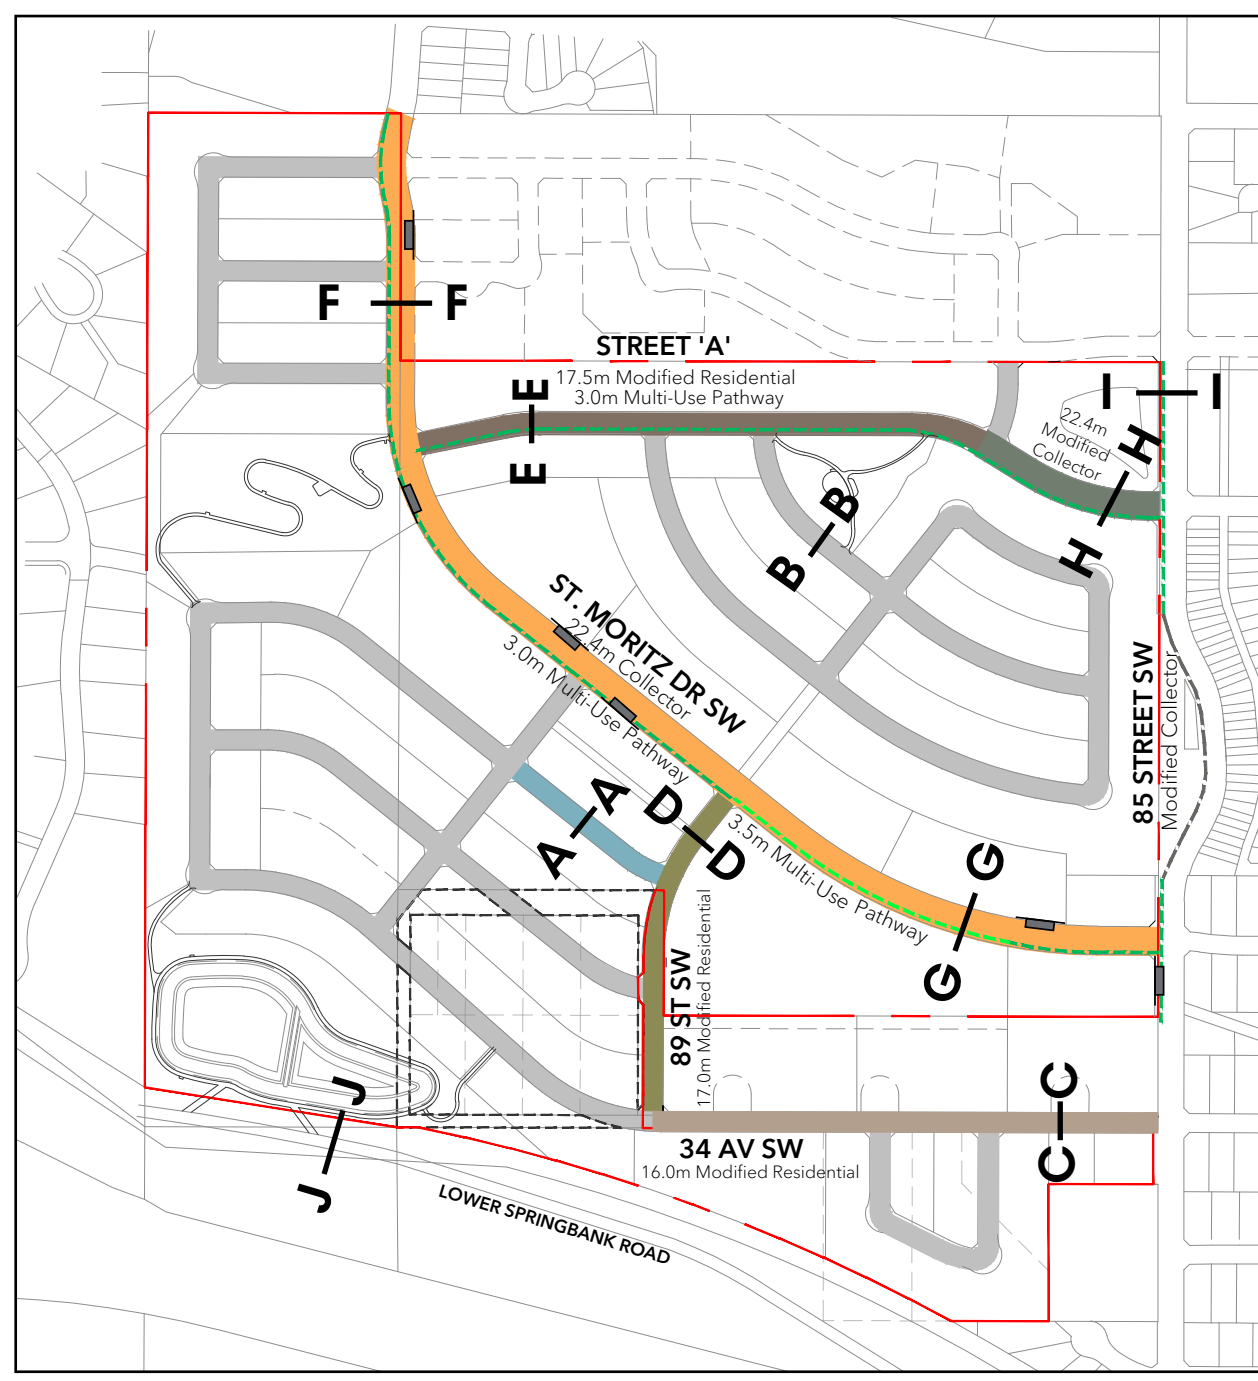 STREET 'A'
17.5m Modified Residential
3.0m Multi-Use Pathway
F
F
E
E
I
I
22.4m
Modified
Collector
H
H
B
B
ST. MORITZ DR SW
22.4m Collector
3.0m Multi-Use Pathway
85 STREET SW
Modified Collector
A
A
D
D
3.5m Multi-Use Pathway
G
G
89 ST SW
17.0m Modified Residential
J
J
C
C
34 AV SW
16.0m Modified Residential
LOWER SPRINGBANK ROAD